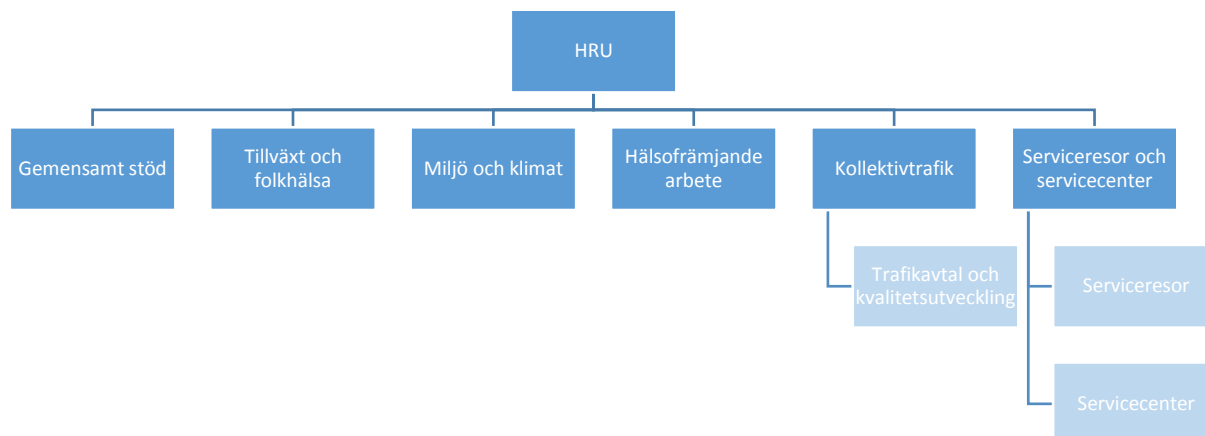 HRU
Gemensamt stöd
Tillväxt och
folkhälsa
Miljö och klimat
Hälsofrämjande
arbete
Kollektivtrafik
Serviceresor och
servicecenter
Trafikavtal och
kvalitetsutveckling
Serviceresor
Servicecenter